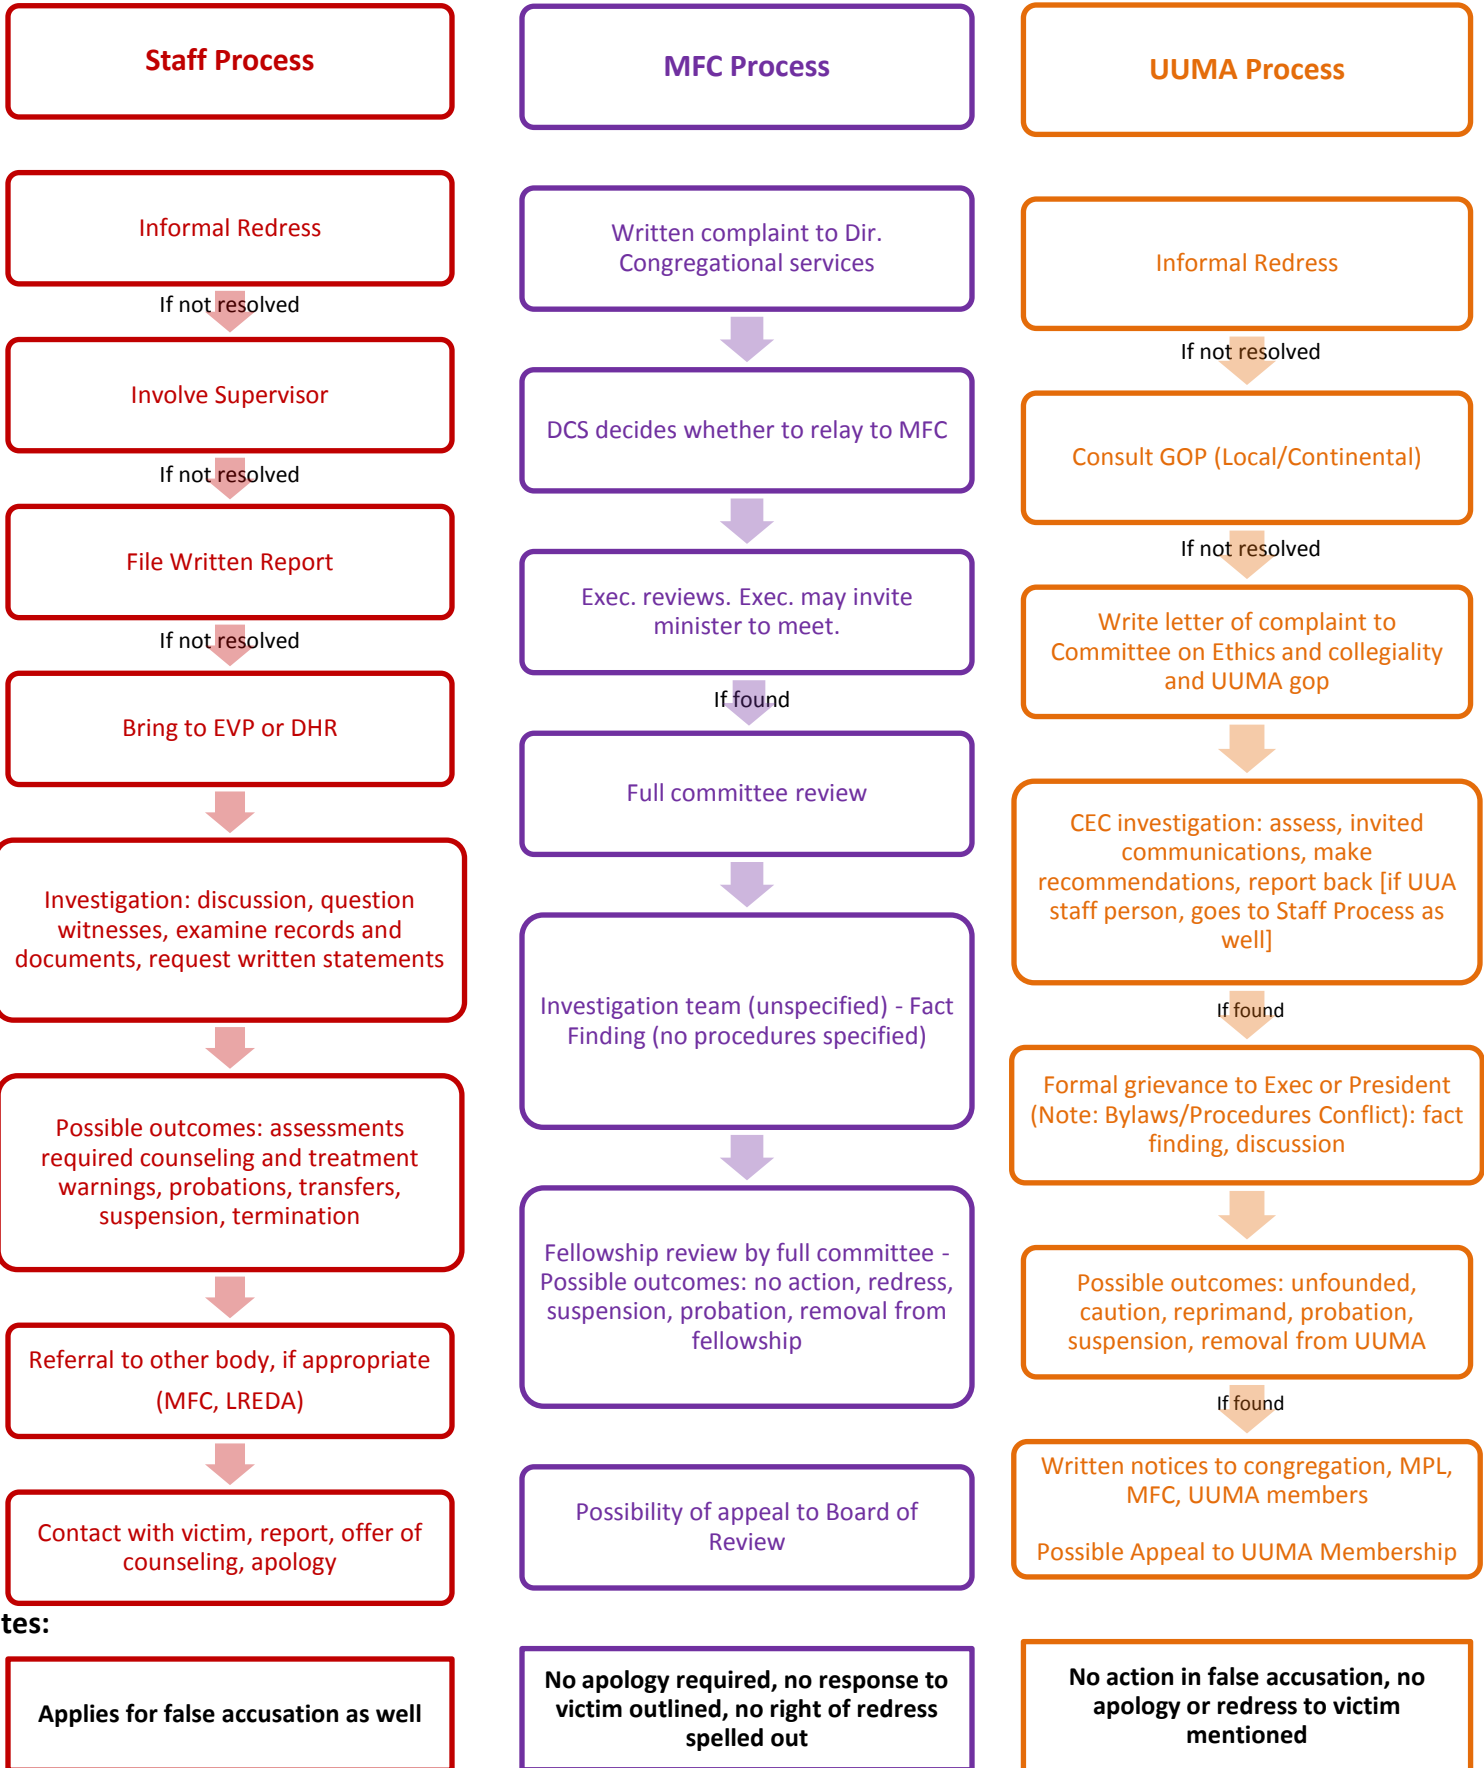 Staff Process
Informal Redress
If not resolved
Involve Supervisor
If not resolved
File Written Report
If not resolved
Bring to EVP or DHR
Investigation: discussion, question
witnesses, examine records and
documents, request written statements
Possible outcomes: assessments
required counseling and treatment
warnings, probations, transfers,
suspension, termination
Referral to other body, if appropriate
(MFC, LREDA)
Contact with victim, report, offer of
counseling, apology
MFC Process
Written complaint to Dir.
Congregational services
DCS decides whether to relay to MFC
Exec. reviews. Exec. may invite
minister to meet.
If found
Full committee review
Investigation team (unspecified) - Fact
Finding (no procedures specified)
Fellowship review by full committee -
Possible outcomes: no action, redress,
suspension, probation, removal from
fellowship
Possibility of appeal to Board of
Review
UUMA Process
Informal Redress
If not resolved
Consult GOP (Local/Continental)
If not resolved
Write letter of complaint to
Committee on Ethics and collegiality
and UUMA gop
CEC investigation: assess, invited
communications, make
recommendations, report back [if UUA
staff person, goes to Staff Process as
well]
If found
Formal grievance to Exec or President
(Note: Bylaws/Procedures Conflict): fact
finding, discussion
Possible outcomes: unfounded,
caution, reprimand, probation,
suspension, removal from UUMA
If found
Written notices to congregation, MPL,
MFC, UUMA members
Possible Appeal to UUMA Membership
tes:
Applies for false accusation as well
No apology required, no response to
victim outlined, no right of redress
spelled out
No action in false accusation, no
apology or redress to victim
mentioned